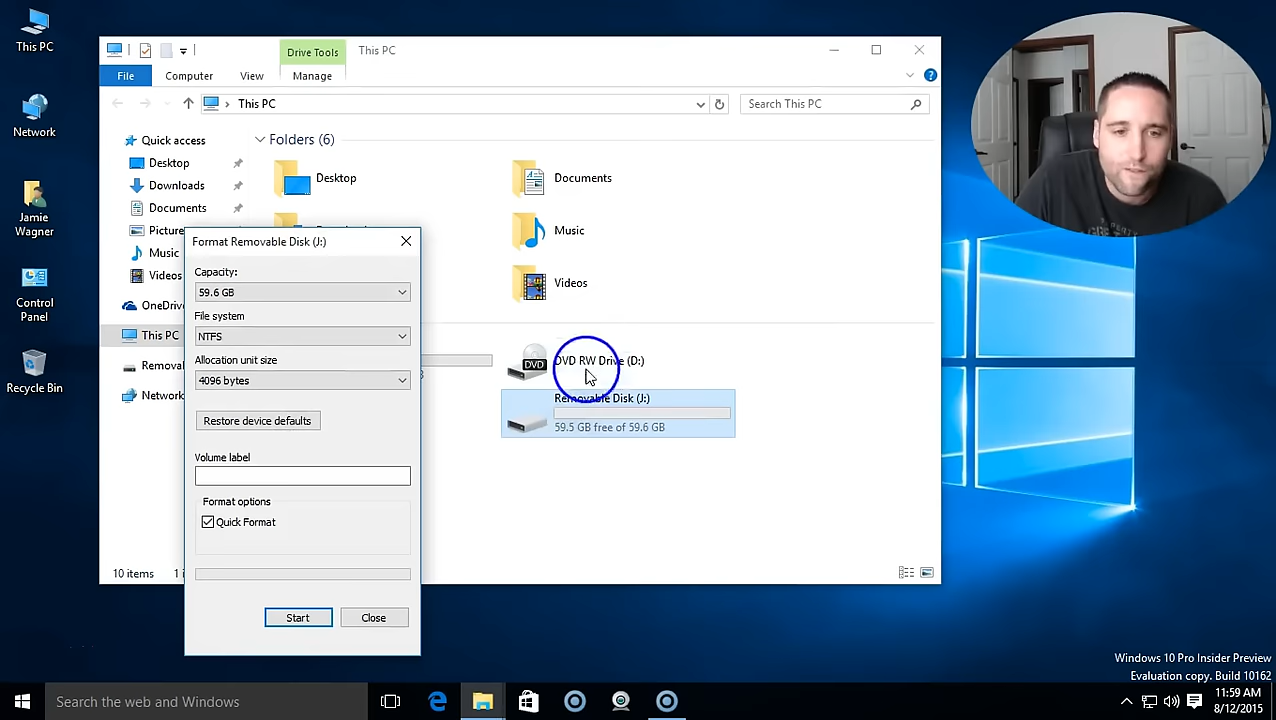 This PC
Network
Jamie
Wagner
Control
Panel
Recycle Bin
Drive Tools
This PC
File
Computer
View
Manage
This PC
Search This PC
Quick access
Desktop
Downloads
Documents
Picture
Music
Videos
OneDrive
This PC
Remova
Network
Folders (6)
Desktop
Documents
Music
Videos
DVD
DVD RW Drive (D:)
Removable Disk (J:)
59.5 GB free of 59.6 GB
Format Removable Disk (J:)
Capacity:
59.6 GB
File system
NTFS
Allocation unit size
4096 bytes
Restore device defaults
Volume label
Format options
Quick Format
Start
Close
10 items
Windows 10 Pro Insider Preview
Evaluation copy. Build 10162
Search the web and Windows
11:59 AM
8/12/2015